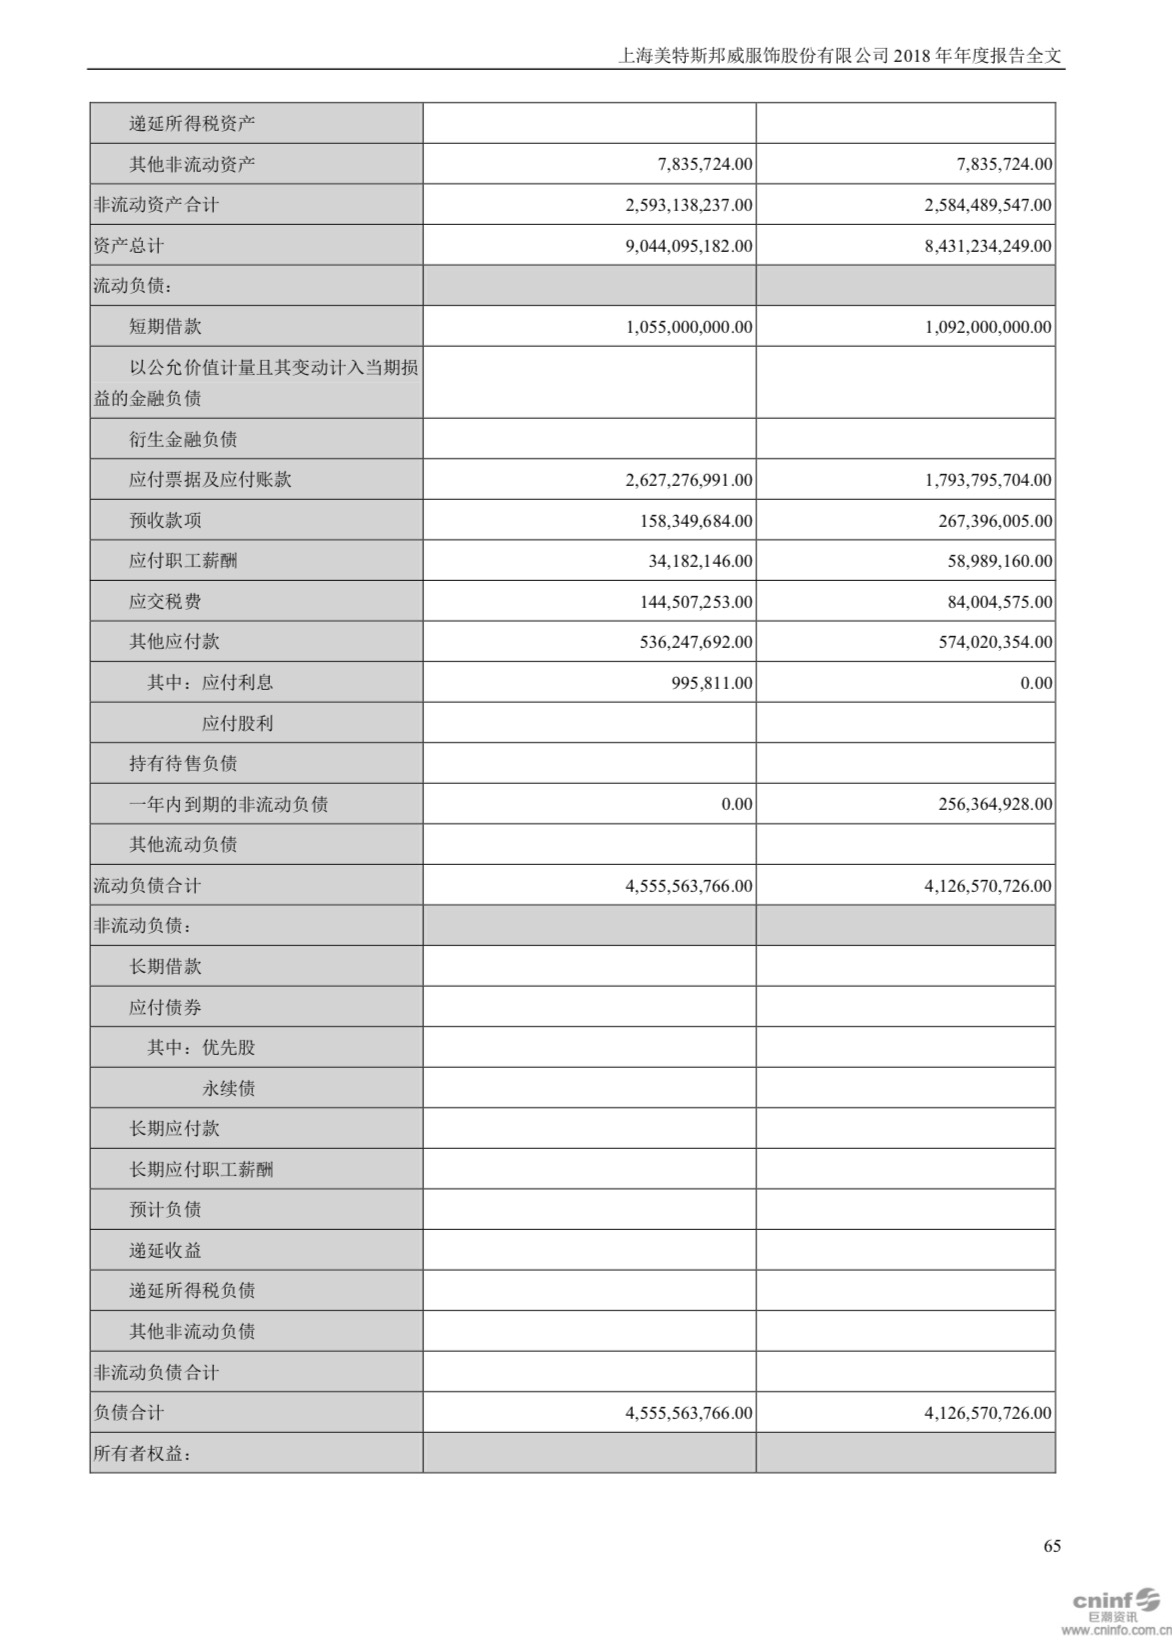 上海美特斯邦威服饰股份有限公司 2018 年年度报告全文
递延所得税资产
其他非流动资产 7,835,724.00 7,835,724.00
非流动资产合计 2,593,138,237.00 2,584,489,547.00
资产总计 9,044,095,182.00 8,431,234,249.00
流动负债：
短期借款 1,055,000,000.00 1,092,000,000.00
以公允价值计量且其变动计入当期损
益的金融负债
衍生金融负债
应付票据及应付账款 2,627,276,991.00 1,793,795,704.00
预收款项 158,349,684.00 267,396,005.00
应付职工薪酬 34,182,146.00 58,989,160.00
应交税费 144,507,253.00 84,004,575.00
其他应付款 536,247,692.00 574,020,354.00
其中：应付利息 995,811.00 0.00
应付股利
持有待售负债
一年内到期的非流动负债 0.00 256,364,928.00
其他流动负债
流动负债合计 4,555,563,766.00 4,126,570,726.00
非流动负债：
长期借款
应付债券
其中：优先股
永续债
长期应付款
长期应付职工薪酬
预计负债
递延收益
递延所得税负债
其他非流动负债
非流动负债合计
负债合计 4,555,563,766.00 4,126,570,726.00
所有者权益：
65
cninf
巨潮资讯
www.cninfo.com.cn